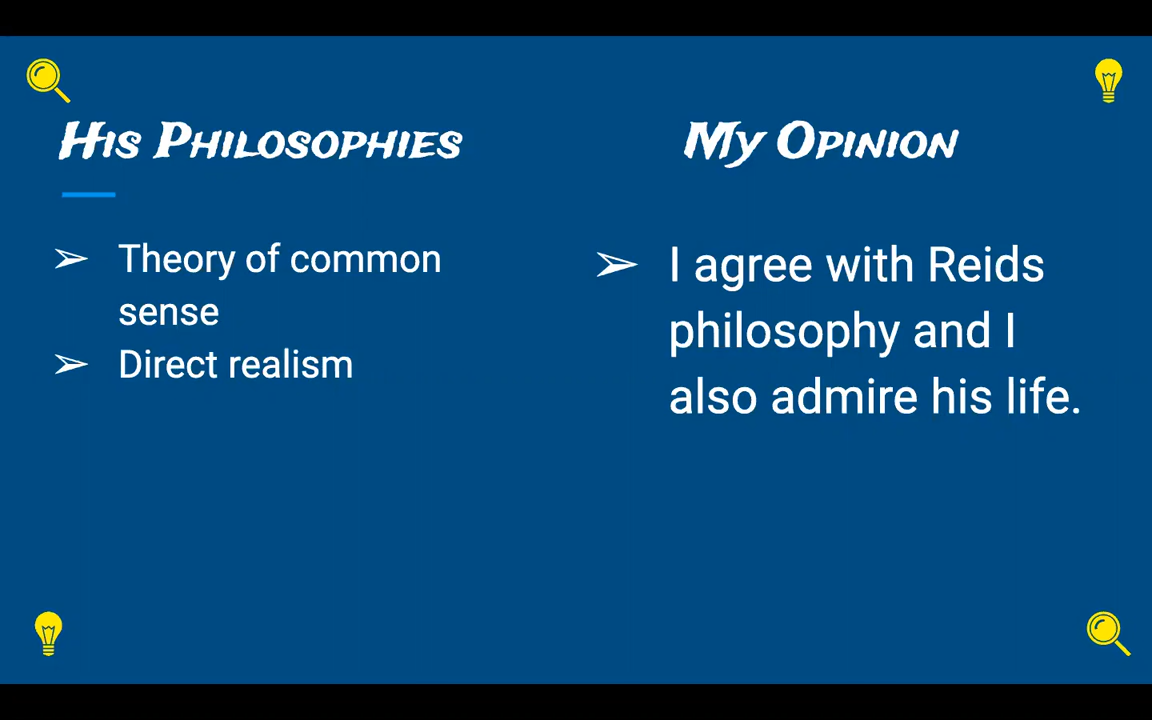 His Philosophies
➢ Theory of common
sense
➢ Direct realism
My Opinion
➢ I agree with Reids
philosophy and I
also admire his life.